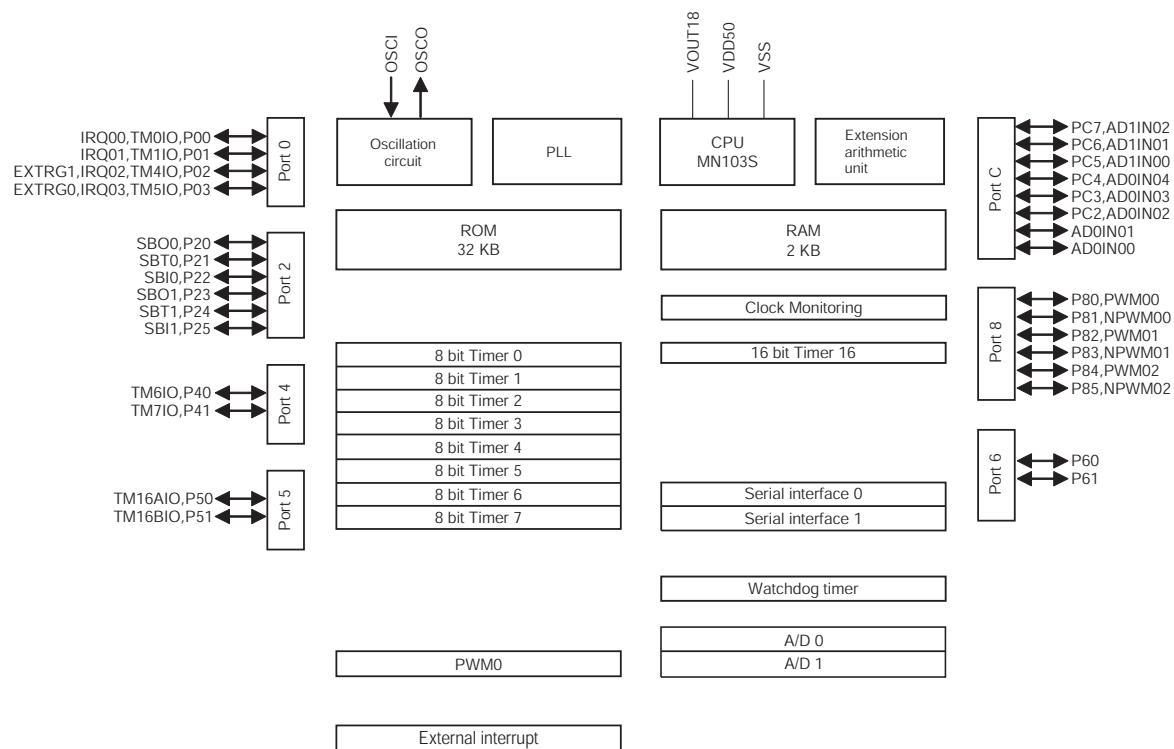 OSCI
OSCO
VOUT18
VDD50
VSS
IRQ00,TM0IO,P00
IRQ01,TM1IO,P01
EXTRG1,IRQ02,TM4IO,P02
EXTRG0,IRQ03,TM5IO,P03
Port 0
Oscillation
circuit
PLL
CPU
MN103S
Extension
arithmetic
unit
Port C
PC7,AD1IN02
PC6,AD1IN01
PC5,AD1IN00
PC4,AD0IN04
PC3,AD0IN03
PC2,AD0IN02
AD0IN01
AD0IN00
ROM
32 KB
RAM
2 KB
SBO0,P20
SBT0,P21
SBI0,P22
SBO1,P23
SBT1,P24
SBI1,P25
Port 2
Clock Monitoring
Port 8
P80,PWM00
P81,NPWM00
P82,PWM01
P83,NPWM01
P84,PWM02
P85,NPWM02
8 bit Timer 0
8 bit Timer 1
8 bit Timer 2
8 bit Timer 3
8 bit Timer 4
8 bit Timer 5
8 bit Timer 6
8 bit Timer 7
16 bit Timer 16
TM6IO,P40
TM7IO,P41
Port 4
Port 6
P60
P61
TM16AIO,P50
TM16BIO,P51
Port 5
Serial interface 0
Serial interface 1
Watchdog timer
A/D 0
A/D 1
PWM0
External interrupt